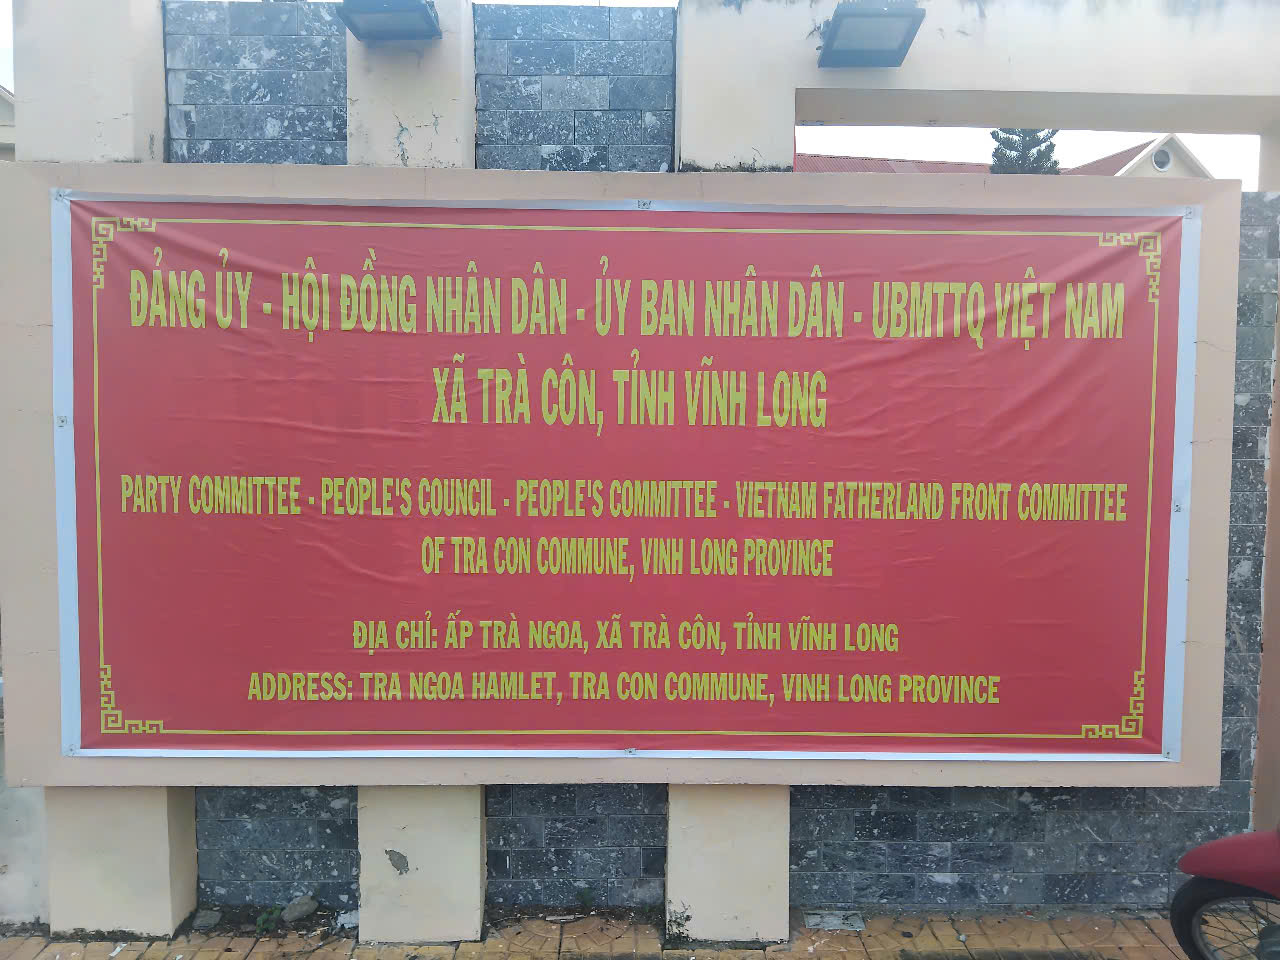 ĐẢNG ỦY - HỘI ĐỒNG NHÂN DÂN - ỦY BAN NHÂN DÂN - UBMTTQ VIỆT NAM
XÃ TRÀ CÔN, TỈNH VĨNH LONG
PARTY COMMITTEE - PEOPLE'S COUNCIL - PEOPLE'S COMMITTEE - VIETNAM FATHERLAND FRONT COMMITTEE
OF TRA CON COMMUNE, VINH LONG PROVINCE
ĐỊA CHỈ: ẤP TRÀ NGOA, XÃ TRÀ CÔN, TỈNH VĨNH LONG
ADDRESS: TRA NGOA HAMLET, TRA CON COMMUNE, VINH LONG PROVINCE